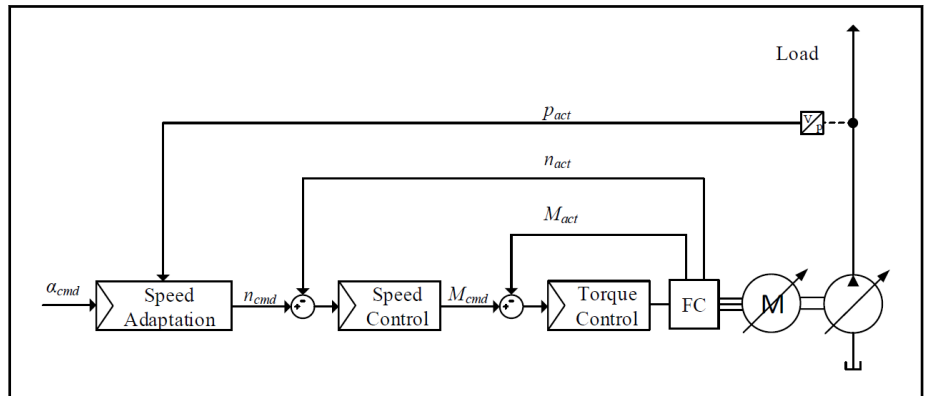 Load
p_act
V
p
n_act
M_act
α_cmd
Speed
Adaptation
n_cmd
-
+
Speed
Control
M_cmd
-
+
Torque
Control
FC
M